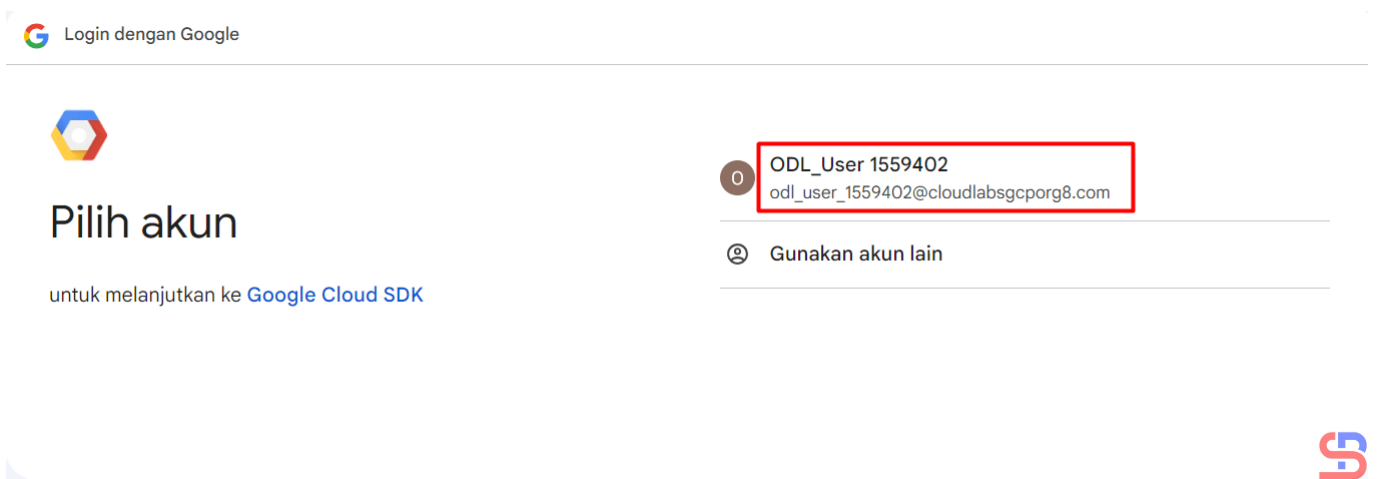 Login dengan Google
Pilih akun
untuk melanjutkan ke Google Cloud SDK
O
ODL_User 1559402
odl_user_1559402@cloudlabsgcporg8.com
Gunakan akun lain